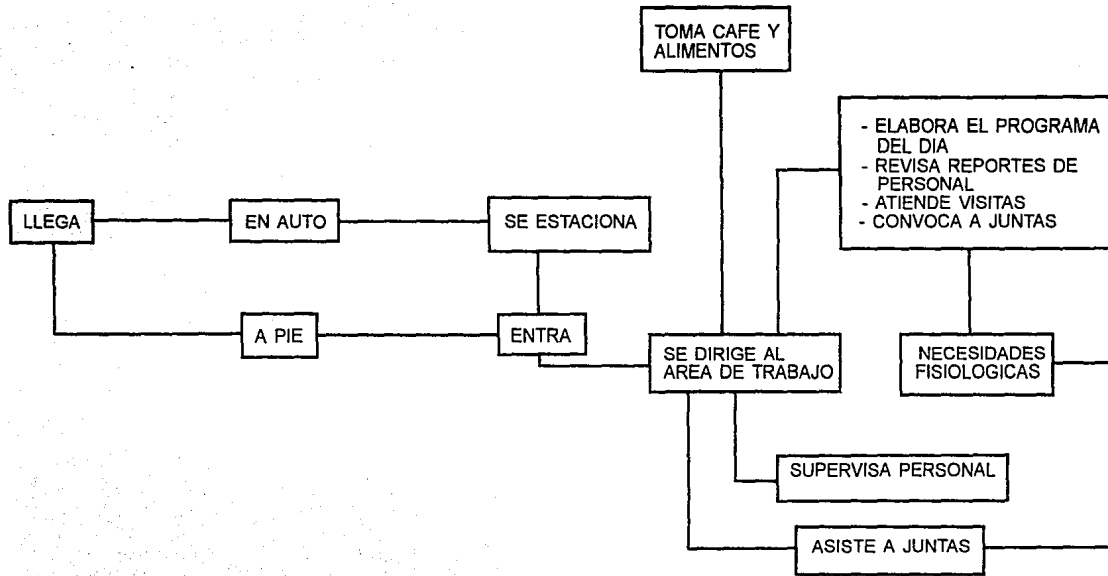 TOMA CAFE Y
ALIMENTOS
- ELABORA EL PROGRAMA
DEL DIA
- REVISA REPORTES DE
PERSONAL
- ATIENDE VISITAS
- CONVOCA A JUNTAS
LLEGA
EN AUTO
SE ESTACIONA
A PIE
ENTRA
SE DIRIGE AL
AREA DE TRABAJO
NECESIDADES
FISIOLOGICAS
SUPERVISA PERSONAL
ASISTE A JUNTAS